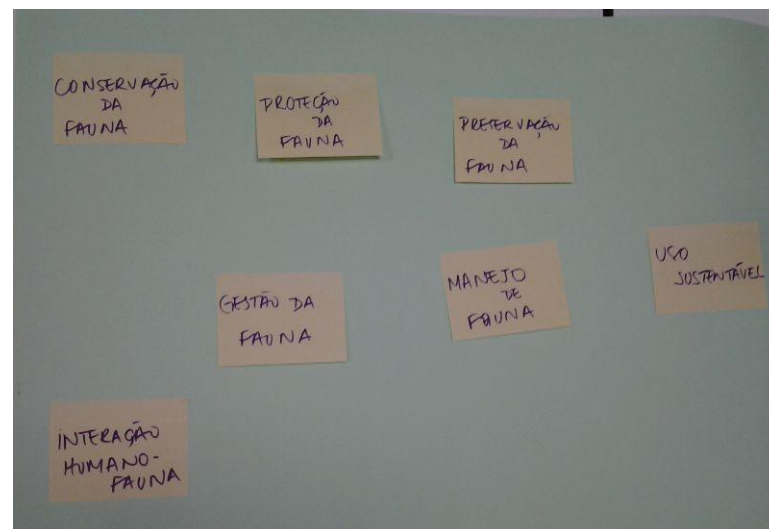 CONSERVAÇÃO
DA
FAUNA
PROTEÇÃO
DA
FAUNA
PRESERVAÇÃO
DA
FAUNA
GESTÃO DA
FAUNA
MANEJO
DE
FAUNA
USO
SUSTENTÁVEL
INTERAÇÃO
HUMANO-
FAUNA